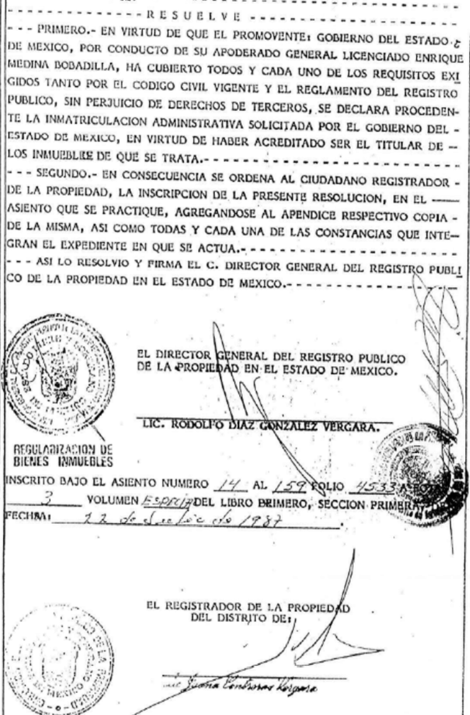 - - - - - - - - - - - - - - - - R E S U E L V E - - - - - - - - - - - - - - - - -
- - - PRIMERO.- EN VIRTUD DE QUE EL PROMOVENTE: GOBIERNO DEL ESTADO
DE MEXICO, POR CONDUCTO DE SU APODERADO GENERAL LICENCIADO ENRIQUE
MEDINA BOBADILLA, HA CUBIERTO TODOS Y CADA UNO DE LOS REQUISITOS EXI
GIDOS TANTO POR EL CODIGO CIVIL VIGENTE Y EL REGLAMENTO DEL REGISTRO
PUBLICO, SIN PERJUICIO DE DERECHOS DE TERCEROS, SE DECLARA PROCEDEN-
TE LA INMATRICULACION ADMINISTRATIVA SOLICITADA POR EL GOBIERNO DEL -
ESTADO DE MEXICO, EN VIRTUD DE HABER ACREDITADO SER EL TITULAR DE --
LOS INMUEBLES DE QUE SE TRATA.- - - - - - - - - - - - - - - - - - - -
- - - SEGUNDO.- EN CONSECUENCIA SE ORDENA AL CIUDADANO REGISTRADOR -
DE LA PROPIEDAD, LA INSCRIPCION DE LA PRESENTE RESOLUCION, EN EL ----
ASIENTO QUE SE PRACTIQUE, AGREGANDOSE AL APENDICE RESPECTIVO COPIA -
DE LA MISMA, ASI COMO TODAS Y CADA UNA DE LAS CONSTANCIAS QUE INTE-
GRAN EL EXPEDIENTE EN QUE SE ACTUA.- - - - - - - - - - - - - - - - -
- - - ASI LO RESOLVIO Y FIRMA EL C. DIRECTOR GENERAL DEL REGISTRO PUBLI
CO DE LA PROPIEDAD EN EL ESTADO DE MEXICO.- - - - - - - - - - - - - -
EL DIRECTOR GENERAL DEL REGISTRO PUBLICO
DE LA PROPIEDAD EN EL ESTADO DE MEXICO.
LIC. RODOLFO DIAZ GONZALEZ VERGARA.
REGULARIZACION DE
BIENES INMUEBLES
INSCRITO BAJO EL ASIENTO NUMERO 14 AL 159 FOLIO 4533
3 VOLUMEN ESPECIAL DEL LIBRO PRIMERO, SECCION PRIMERA
FECHA: 22 de Julio de 1987.
EL REGISTRADOR DE LA PROPIEDAD
DEL DISTRITO DE:
Lic Juana Contreras Vergara